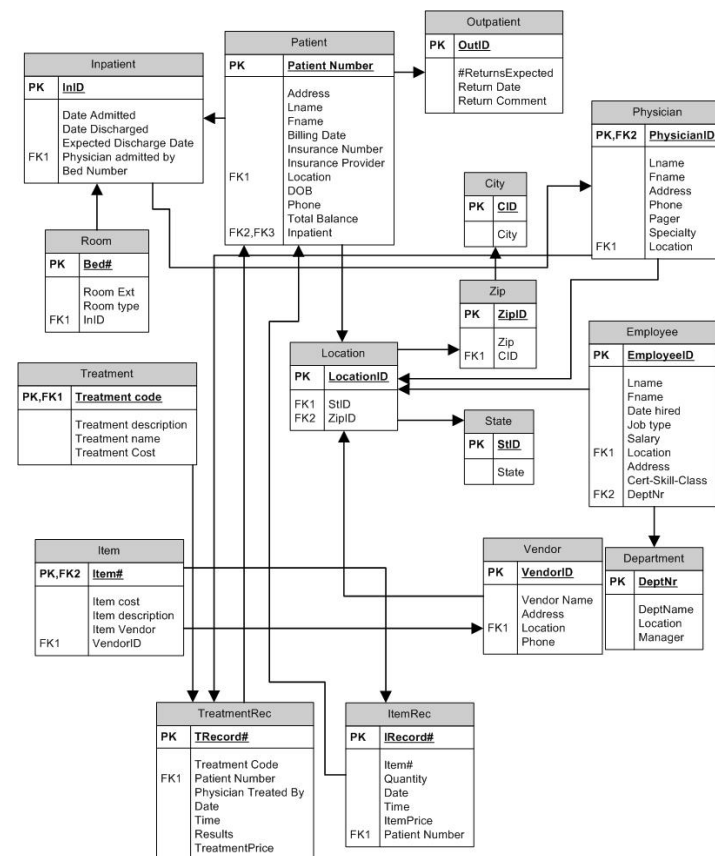 Inpatient
PK InID
Date Admitted
Date Discharged
Expected Discharge Date
FK1 Physician admitted by
Bed Number
Patient
PK Patient Number
Address
Lname
Fname
Billing Date
Insurance Number
Insurance Provider
FK1 Location
DOB
Phone
Total Balance
FK2,FK3 Inpatient
Outpatient
PK OutID
#ReturnsExpected
Return Date
Return Comment
Physician
PK,FK2 PhysicianID
Lname
Fname
Address
Phone
Pager
Specialty
FK1 Location
City
PK CID
City
Room
PK Bed#
Room Ext
Room type
FK1 InID
Zip
PK ZipID
Zip
FK1 CID
Location
PK LocationID
FK1 StID
FK2 ZipID
Employee
PK EmployeeID
Lname
Fname
Date hired
Job type
Salary
FK1 Location
Address
Cert-Skill-Class
FK2 DeptNr
Treatment
PK,FK1 Treatment code
Treatment description
Treatment name
Treatment Cost
State
PK StID
State
Item
PK,FK2 Item#
Item cost
Item description
Item Vendor
FK1 VendorID
Vendor
PK VendorID
Vendor Name
Address
FK1 Location
Phone
Department
PK DeptNr
DeptName
Location
Manager
TreatmentRec
PK TRecord#
Treatment Code
FK1 Patient Number
Physician Treated By
Date
Time
Results
TreatmentPrice
ItemRec
PK IRecord#
Item#
Quantity
Date
Time
ItemPrice
FK1 Patient Number